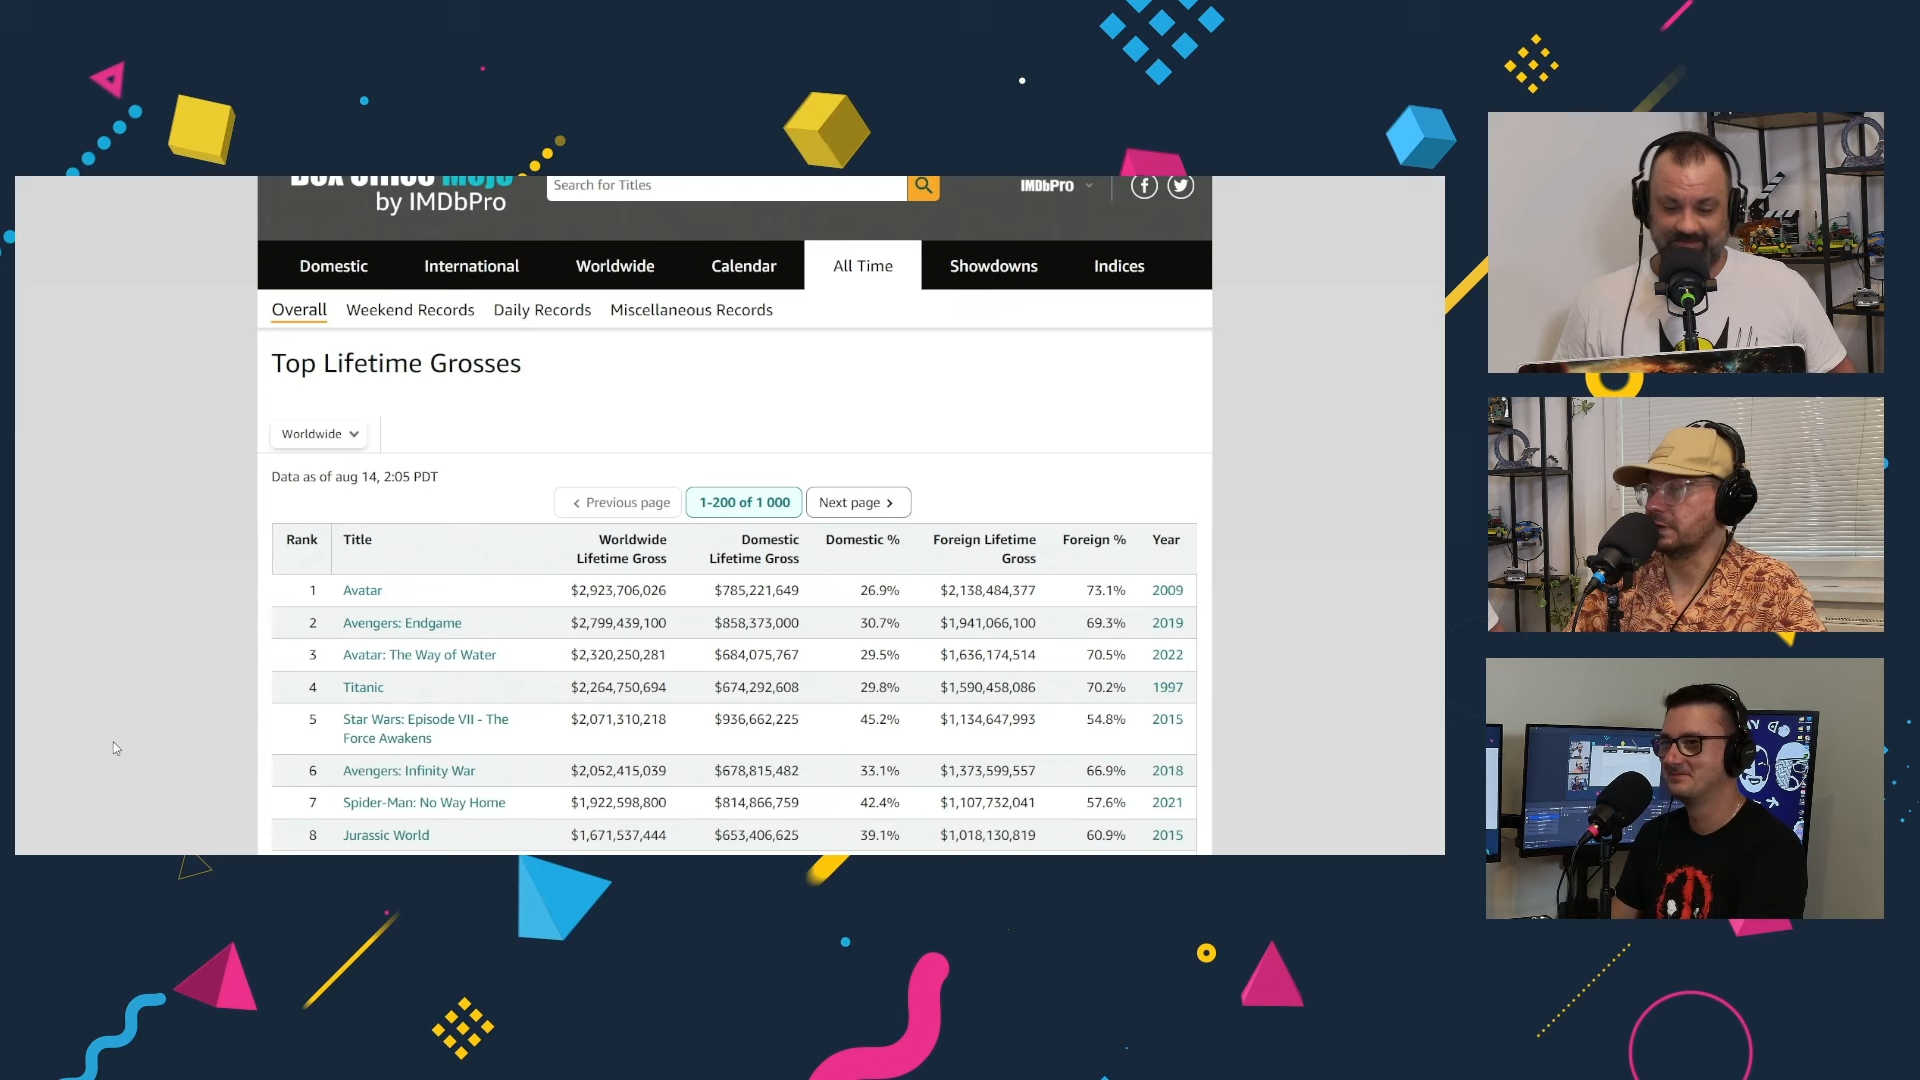 Box Office Mojo
by IMDbPro
Search for Titles
IMDbPro
Domestic International Worldwide Calendar All Time Showdowns Indices
Overall Weekend Records Daily Records Miscellaneous Records
Top Lifetime Grosses
Worldwide
Data as of aug 14, 2:05 PDT
Previous page 1-200 of 1 000 Next page
Rank Title Worldwide Lifetime Gross Domestic Lifetime Gross Domestic % Foreign Lifetime Gross Foreign % Year
1 Avatar $2,923,706,026 $785,221,649 26.9% $2,138,484,377 73.1% 2009
2 Avengers: Endgame $2,799,439,100 $858,373,000 30.7% $1,941,066,100 69.3% 2019
3 Avatar: The Way of Water $2,320,250,281 $684,075,767 29.5% $1,636,174,514 70.5% 2022
4 Titanic $2,264,750,694 $674,292,608 29.8% $1,590,458,086 70.2% 1997
5 Star Wars: Episode VII - The Force Awakens $2,071,310,218 $936,662,225 45.2% $1,134,647,993 54.8% 2015
6 Avengers: Infinity War $2,052,415,039 $678,815,482 33.1% $1,373,599,557 66.9% 2018
7 Spider-Man: No Way Home $1,922,598,800 $814,866,759 42.4% $1,107,732,041 57.6% 2021
8 Jurassic World $1,671,537,444 $653,406,625 39.1% $1,018,130,819 60.9% 2015